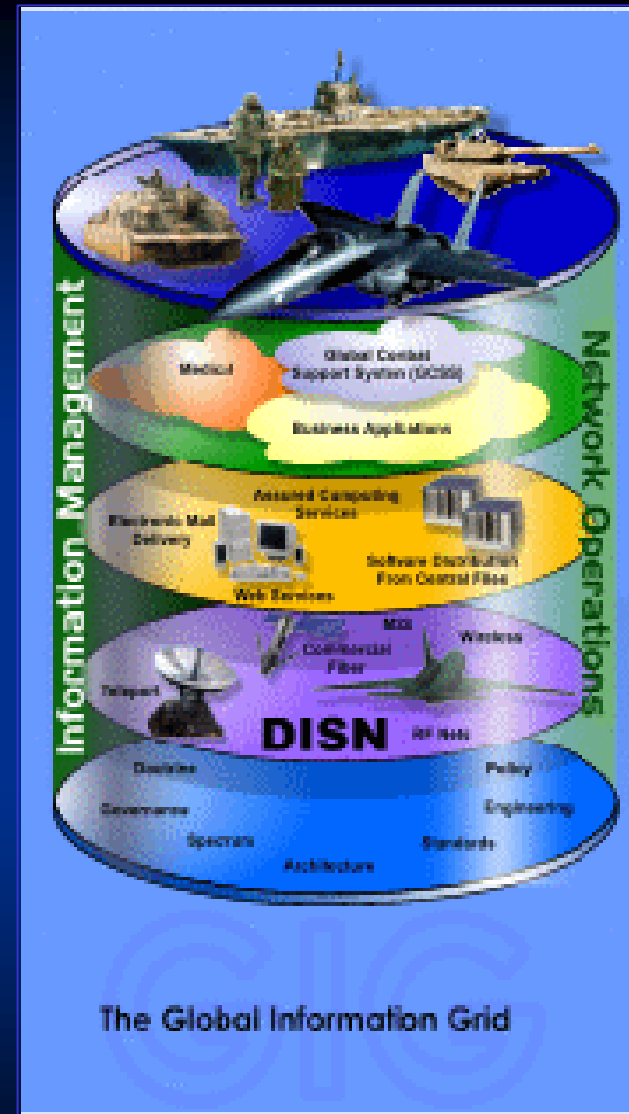 Information Management
Network Operations
Medical
Global Combat
Support System (GCSS)
Business Applications
Assured Computing
Services
Electronic Mail
Delivery
Software Distribution
From Central Files
Web Services
Wireless
Commercial
Fiber
Teleport
DISN
RF Nets
Doctrine
Policy
Governance
Engineering
Spectrum
Standards
Architecture
GIG
The Global Information Grid